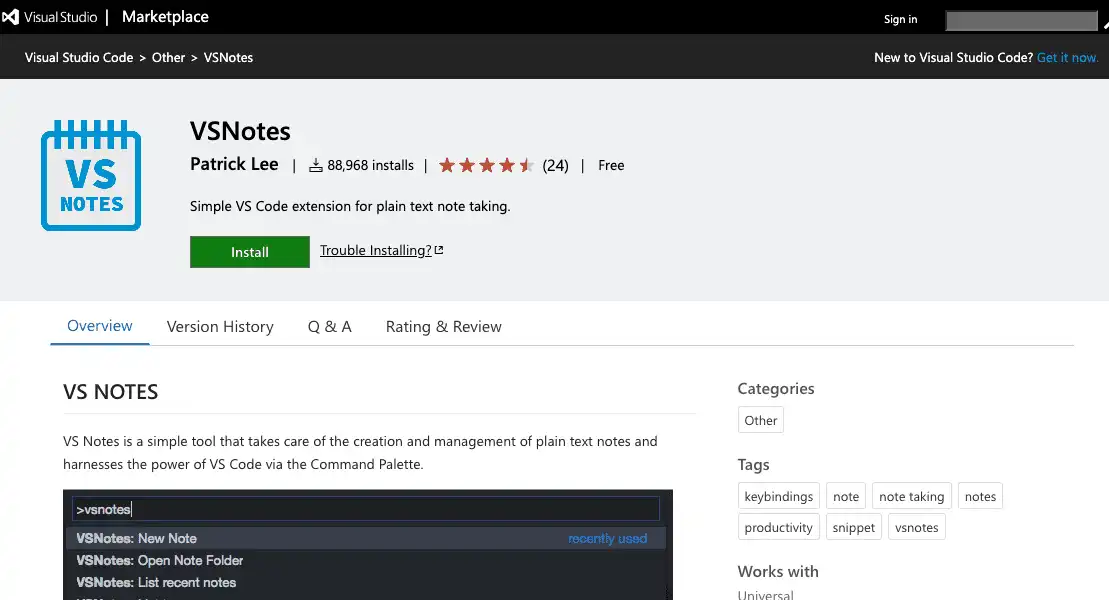 Visual Studio | Marketplace
Sign in
Visual Studio Code > Other > VSNotes
New to Visual Studio Code? Get it now.
VS
NOTES
VSNotes
Patrick Lee | 88,968 installs | (24) | Free
Simple VS Code extension for plain text note taking.
Install Trouble Installing?
Overview Version History Q & A Rating & Review
VS NOTES
VS Notes is a simple tool that takes care of the creation and management of plain text notes and
harnesses the power of VS Code via the Command Palette.
>vsnotes
VSNotes: New Note recently used
VSNotes: Open Note Folder
VSNotes: List recent notes
Categories
Other
Tags
keybindings note note taking notes
productivity snippet vsnotes
Works with
Universal